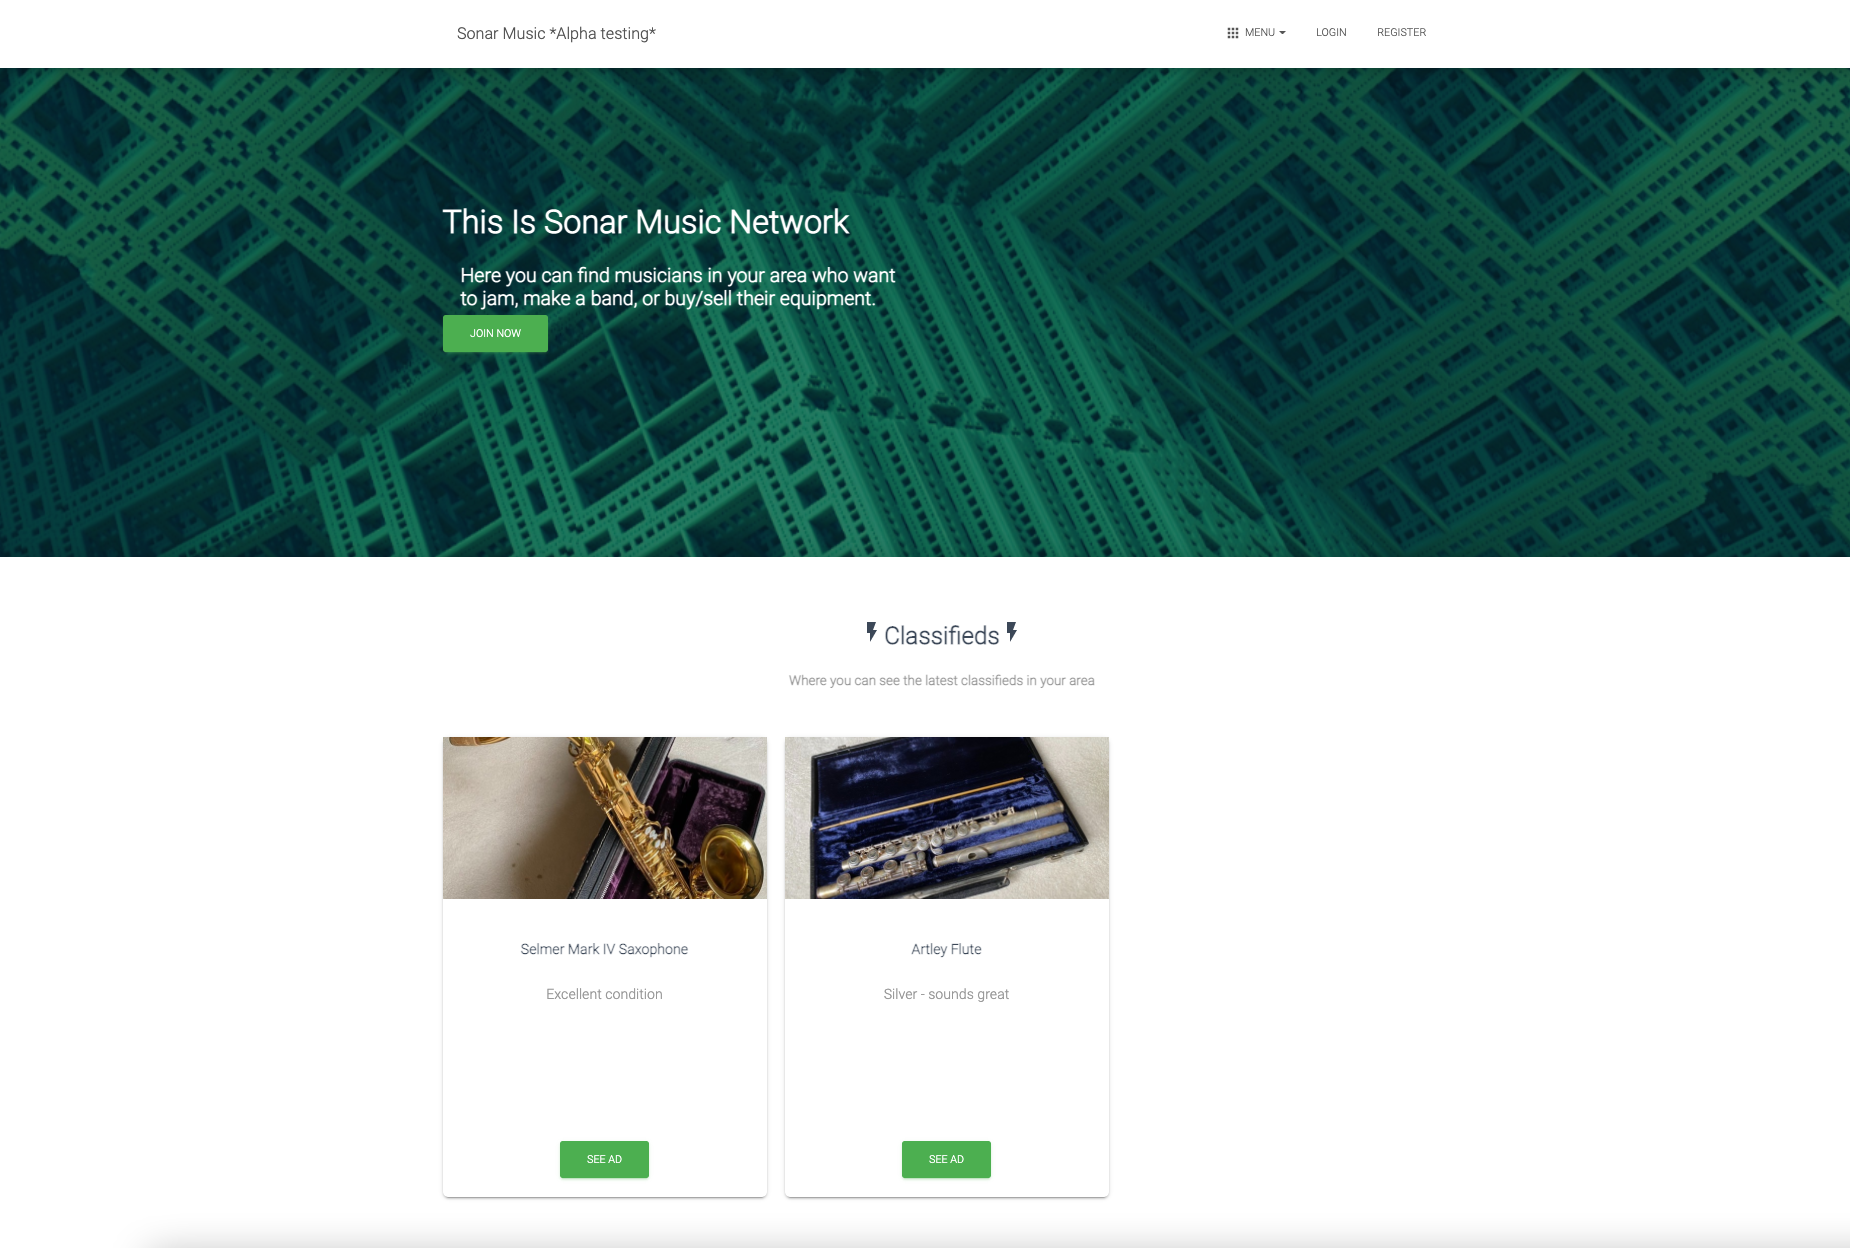 Sonar Music *Alpha testing*
MENU
LOGIN
REGISTER
This Is Sonar Music Network
Here you can find musicians in your area who want
to jam, make a band, or buy/sell their equipment.
JOIN NOW
Classifieds
Where you can see the latest classifieds in your area
Selmer Mark IV Saxophone
Excellent condition
SEE AD
Artley Flute
Silver - sounds great
SEE AD